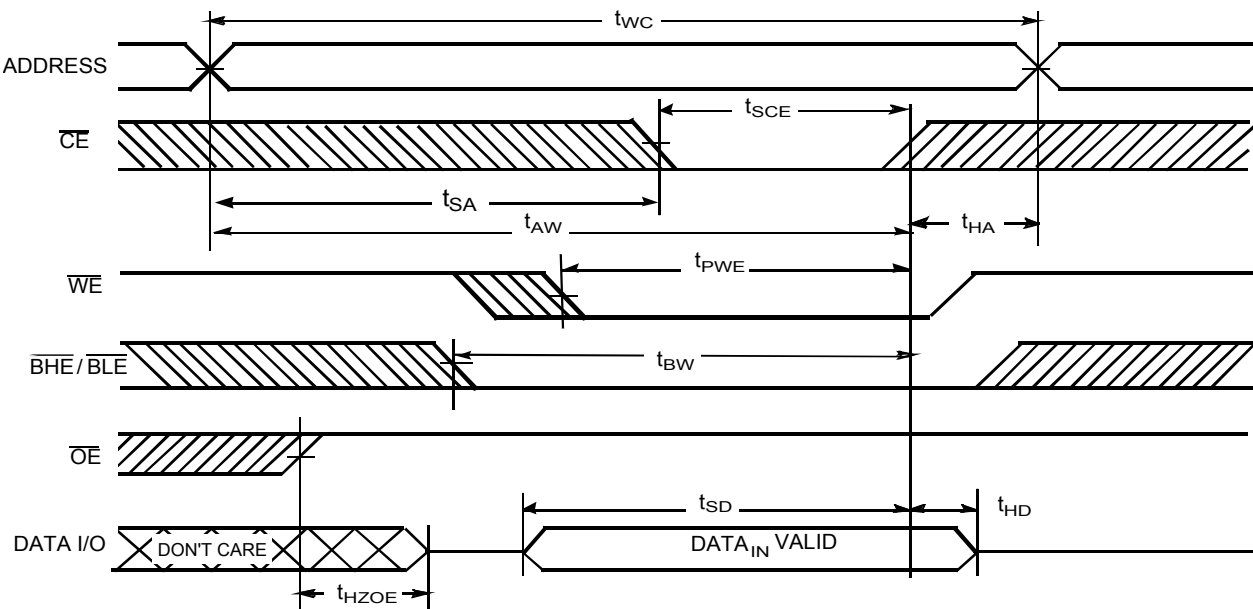 tWC
ADDRESS
tSCE
CE
tSA
tAW
tHA
tPWE
WE
tBW
BHE/BLE
OE
tSD
tHD
DATA I/O
DON'T CARE
DATAIN VALID
tHZOE